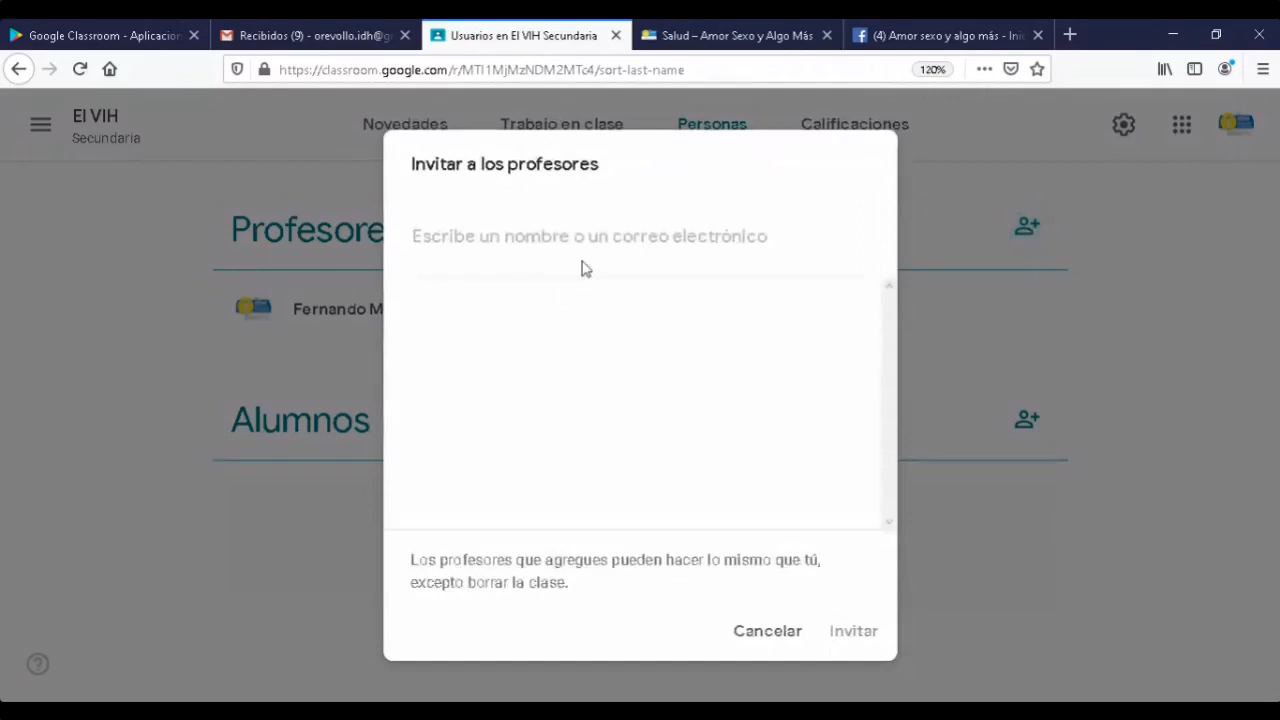 Google Classroom - Aplicacion
Recibidos (9) - orevollo.idh@g
Usuarios en El VIH Secundaria
Salud – Amor Sexo y Algo Más
(4) Amor sexo y algo más - Ini
https://classroom.google.com/r/MTI1MjMzNDM2MTc4/sort-last-name
120%
El VIH
Secundaria
Novedades
Trabajo en clase
Personas
Calificaciones
Invitar a los profesores
Profesore
Escribe un nombre o un correo electrónico
Fernando M
Alumnos
Los profesores que agregues pueden hacer lo mismo que tú,
excepto borrar la clase.
Cancelar
Invitar